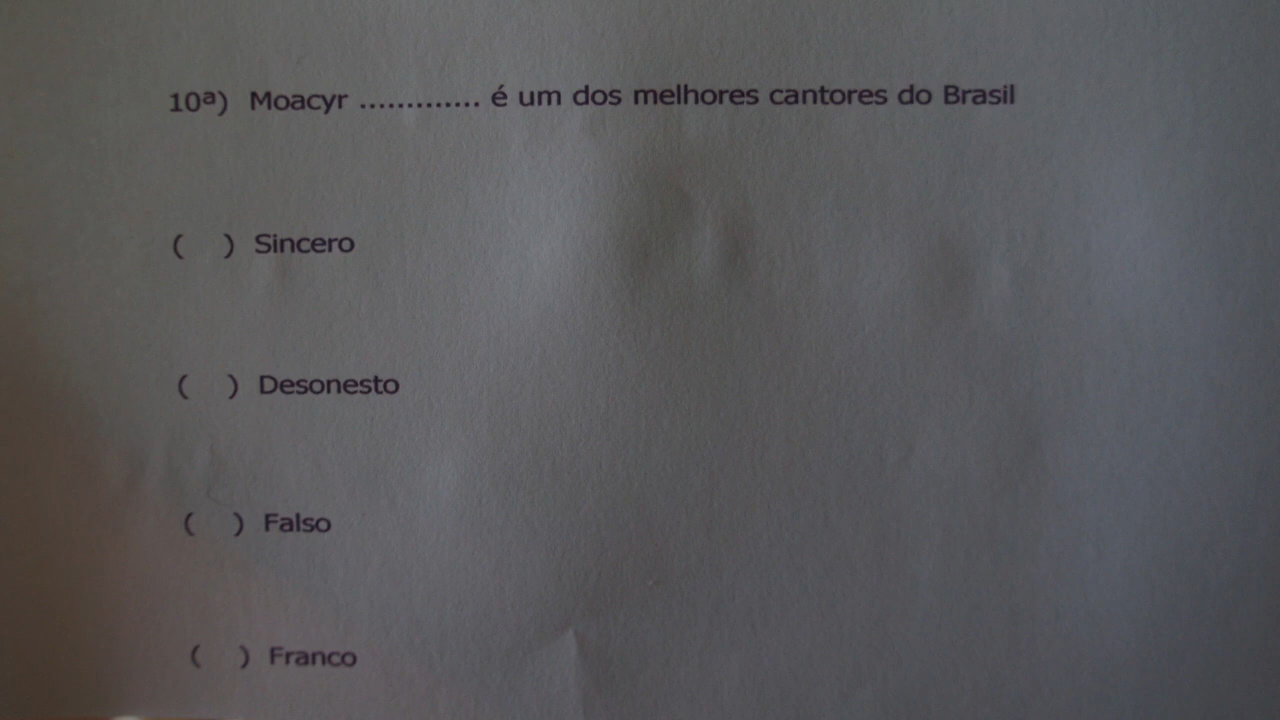 10ª) Moacyr ............. é um dos melhores cantores do Brasil
( ) Sincero
( ) Desonesto
( ) Falso
( ) Franco